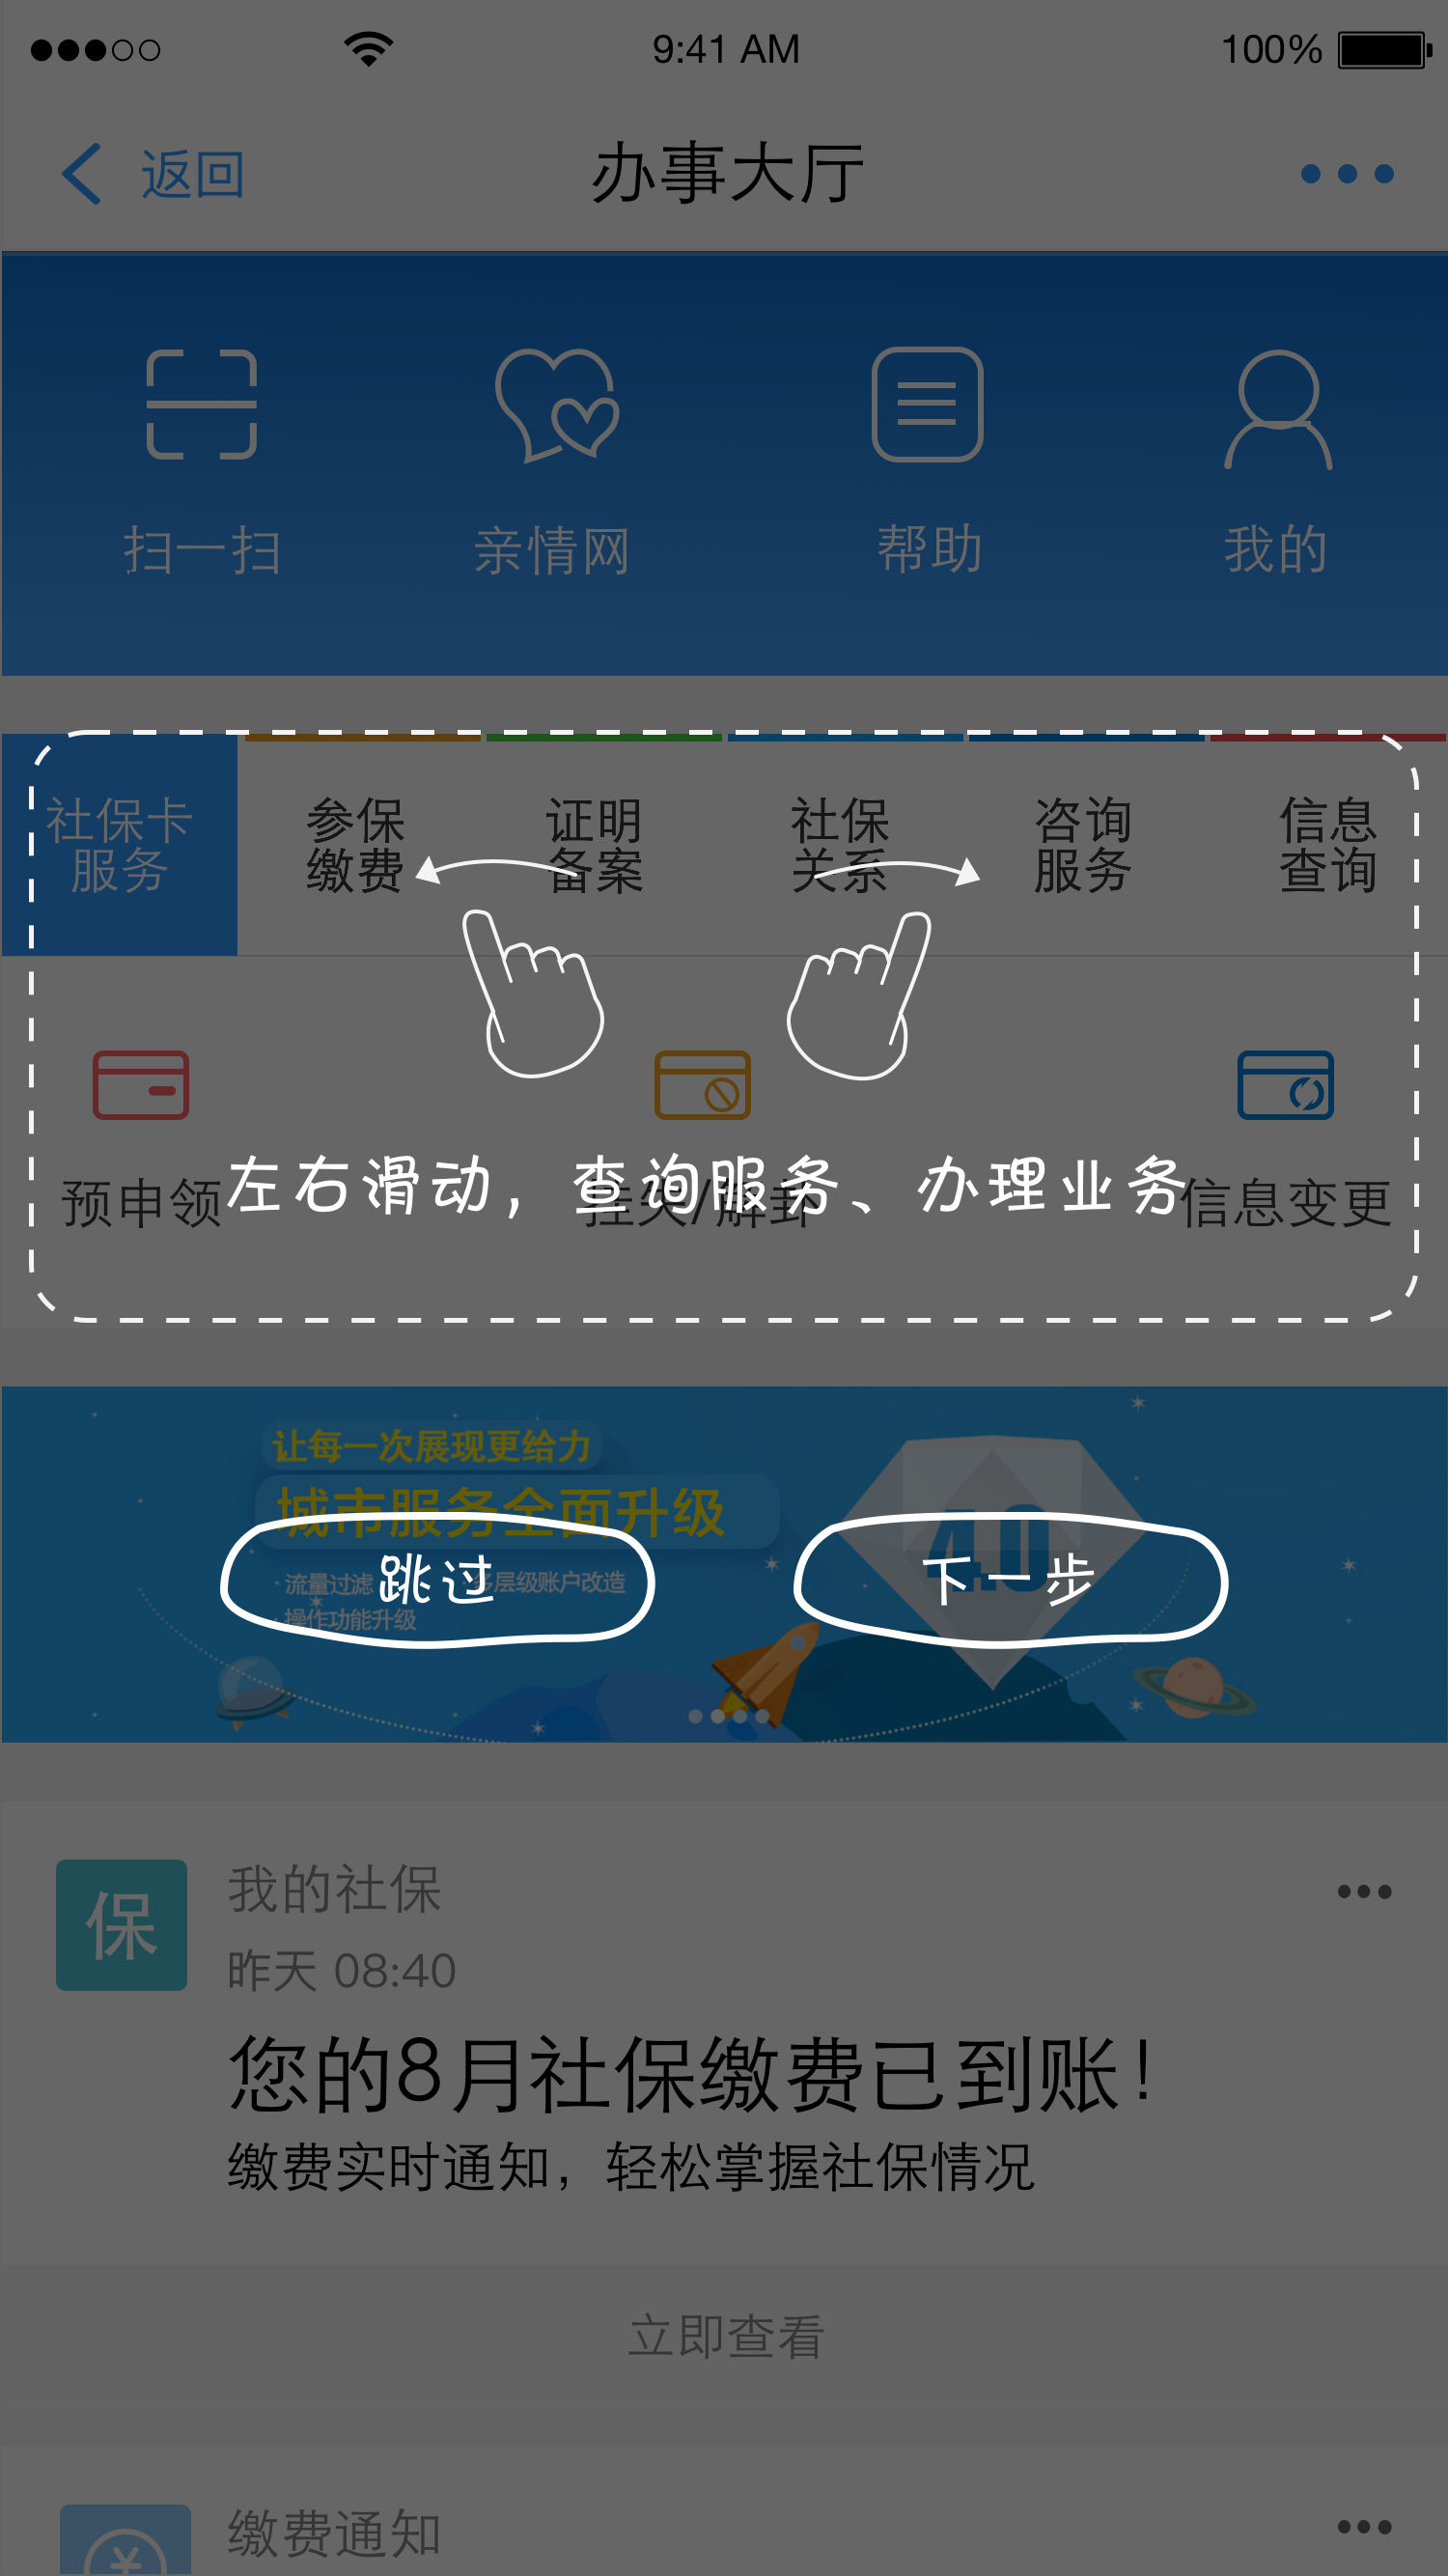 9:41 AM
100%
返回
办事大厅
扫一扫
亲情网
帮助
我的
社保卡
服务
参保
缴费
证明
备案
社保
关系
咨询
服务
信息
查询
左右滑动，查询服务、办理业务
预申领
挂失/解卦
信息变更
让每一次展现更给力
城市服务全面升级
4.0
跳过
下一步
· 流量过滤
多层级账户改造
· 操作功能升级
保
我的社保
昨天 08:40
您的8月社保缴费已到账！
缴费实时通知，轻松掌握社保情况
立即查看
¥
缴费通知